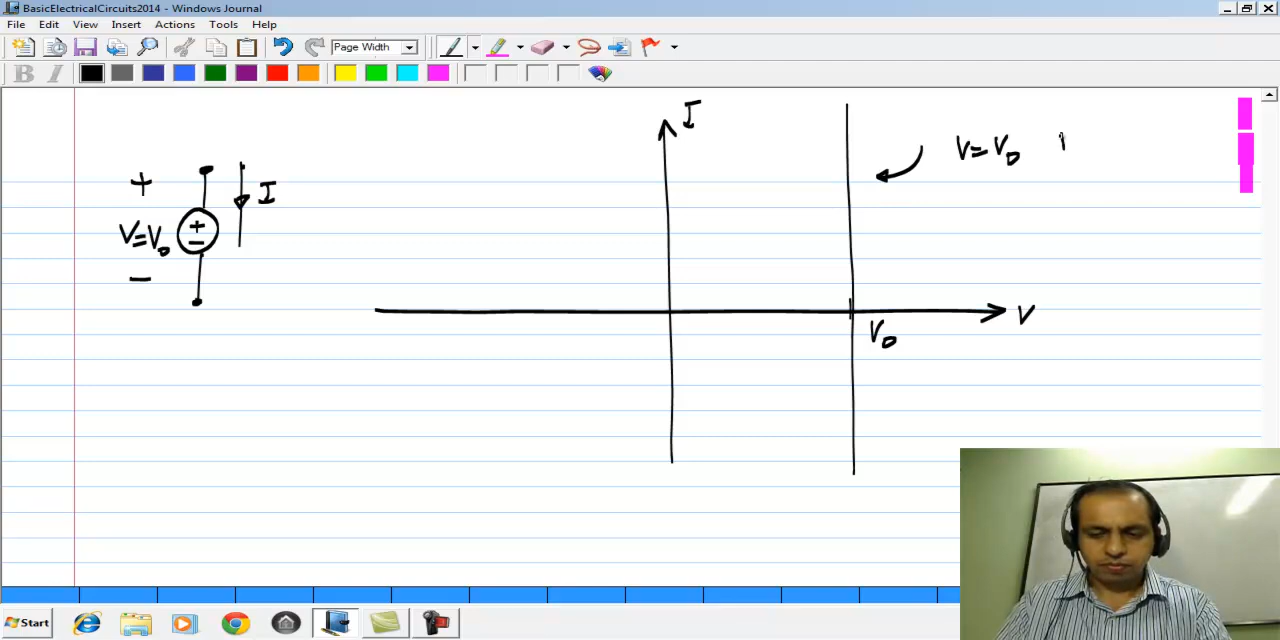 BasicElectricalCircuits2014 - Windows Journal
File Edit View Insert Actions Tools Help
Page Width
B I
I
V=V₀
+
I
V=V₀
+
−
−
V
V₀
Start